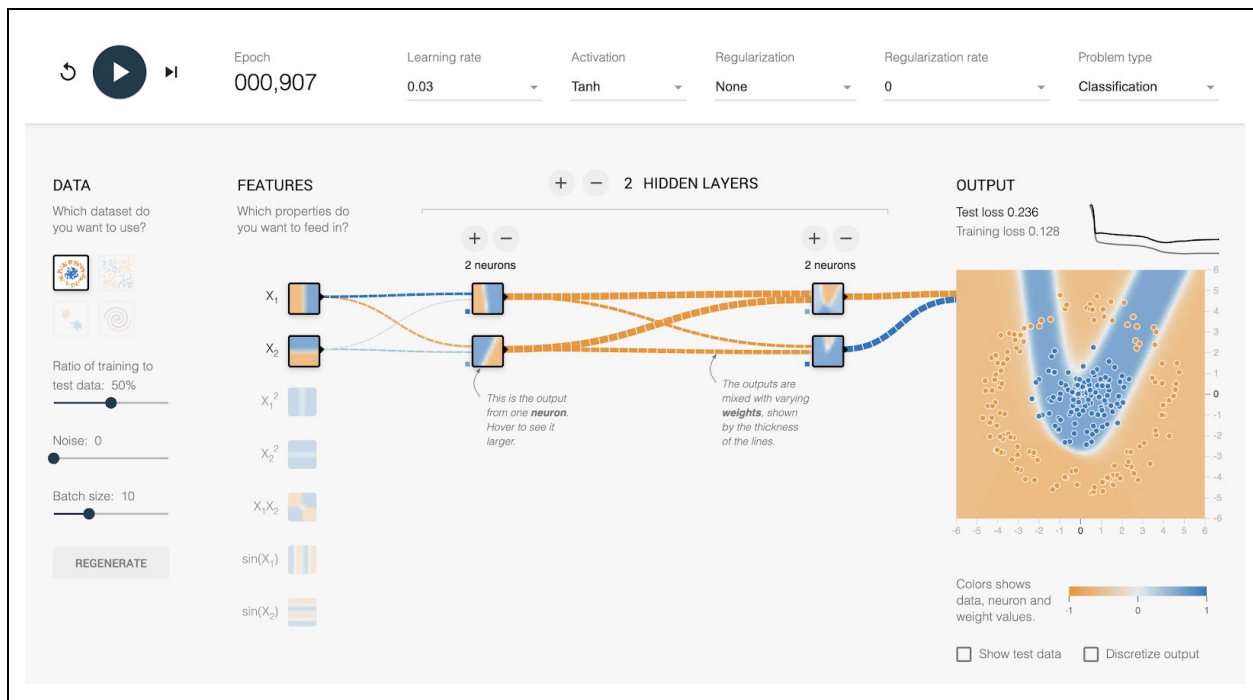 Epoch
000,907
Learning rate
0.03
Activation
Tanh
Regularization
None
Regularization rate
0
Problem type
Classification
DATA
Which dataset do
you want to use?
Ratio of training to
test data: 50%
Noise: 0
Batch size: 10
REGENERATE
FEATURES
Which properties do
you want to feed in?
X₁
X₂
X₁²
X₂²
X₁X₂
sin(X₁)
sin(X₂)
+ − 2 HIDDEN LAYERS
+ −
2 neurons
+ −
2 neurons
This is the output
from one neuron.
Hover to see it
larger.
The outputs are
mixed with varying
weights, shown
by the thickness
of the lines.
OUTPUT
Test loss 0.236
Training loss 0.128
6
5
4
3
2
1
0
-1
-2
-3
-4
-5
-6
-6 -5 -4 -3 -2 -1 0 1 2 3 4 5 6
Colors shows
data, neuron and
weight values.
-1 0 1
Show test data
Discretize output